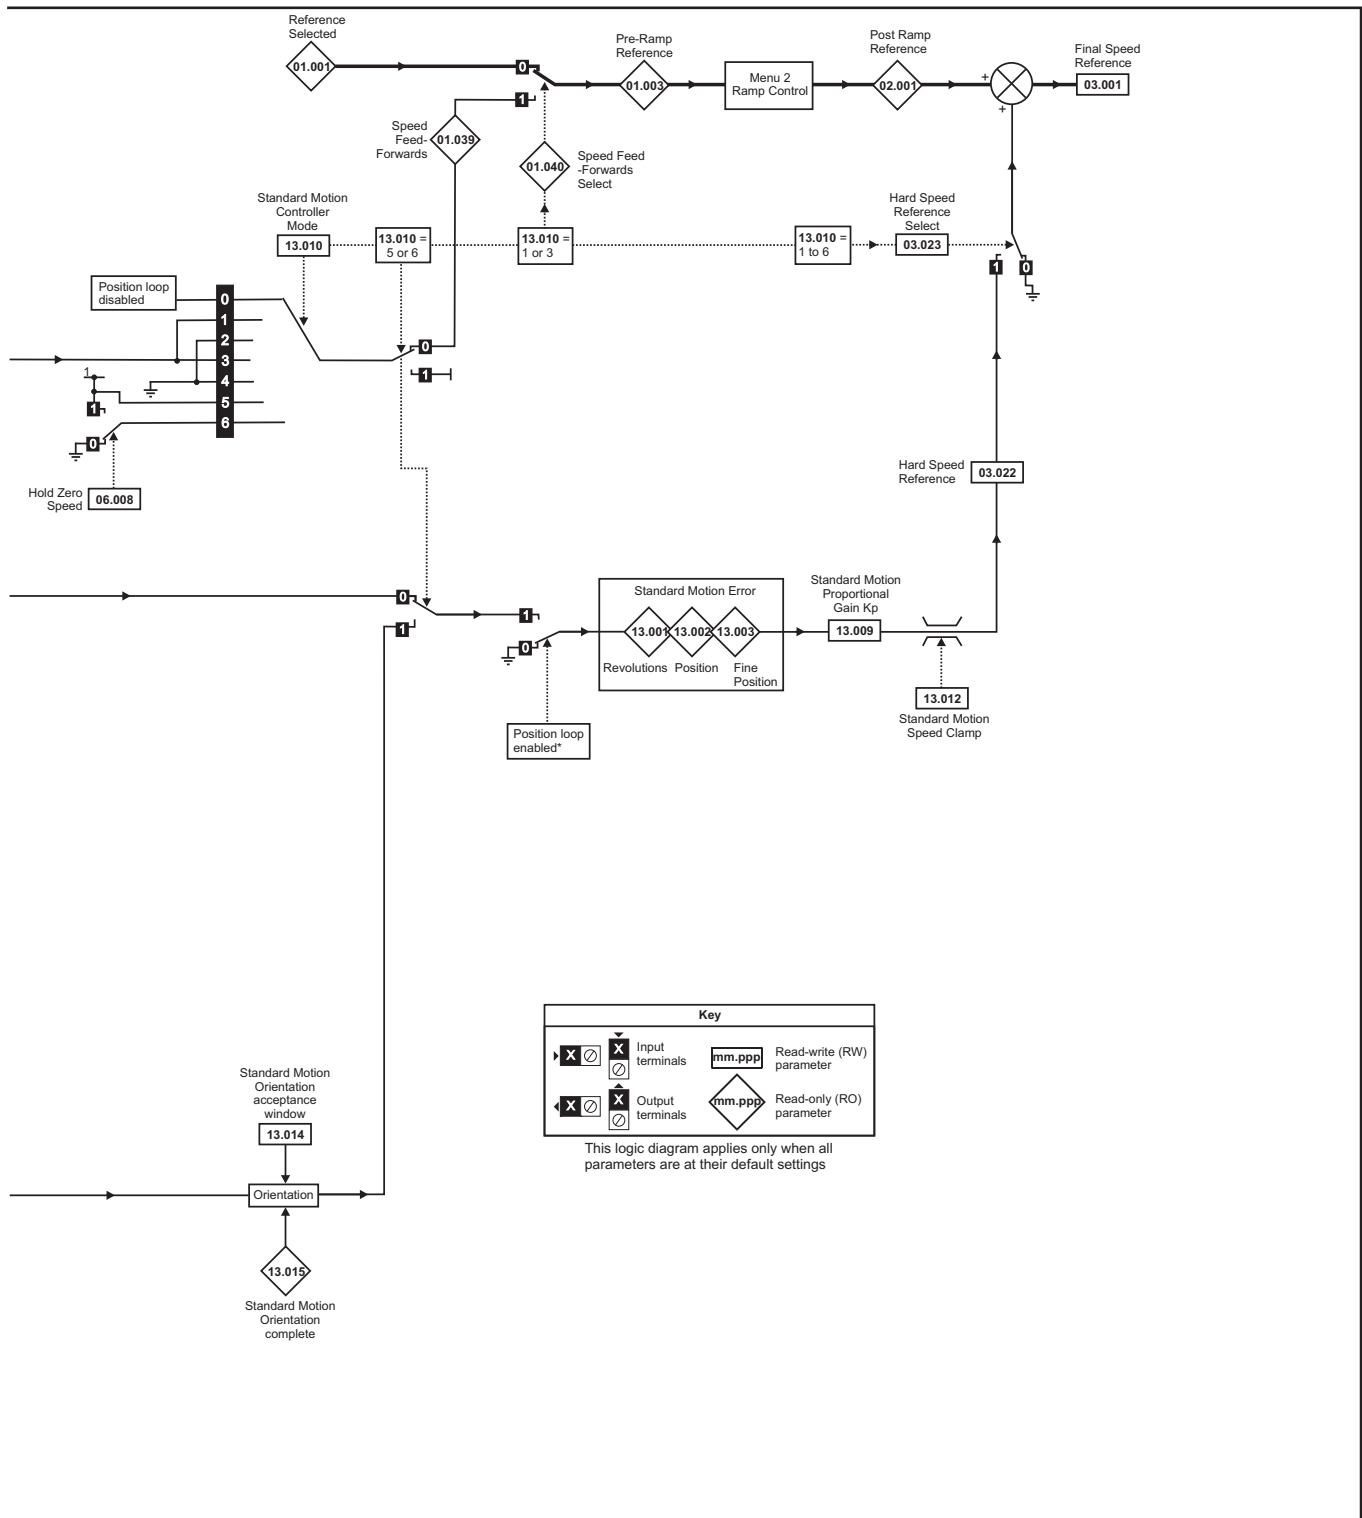 Reference
Selected
01.001
0
Pre-Ramp
Reference
01.003
Menu 2
Ramp Control
Post Ramp
Reference
02.001
+
+
Final Speed
Reference
03.001
1
Speed
Feed-
Forwards
01.039
01.040
Speed Feed
-Forwards
Select
Standard Motion
Controller
Mode
13.010
13.010 =
5 or 6
13.010 =
1 or 3
13.010 =
1 to 6
Hard Speed
Reference
Select
03.023
1
0
Position loop
disabled
0
1
2
3
4
5
6
0
1
1
1
0
Hold Zero
Speed
06.008
Hard Speed
Reference
03.022
0
1
1
0
Standard Motion Error
13.001
13.002
13.003
Revolutions
Position
Fine
Position
Standard Motion
Proportional
Gain Kp
13.009
13.012
Standard Motion
Speed Clamp
Position loop
enabled*
Key
X
X
Input
terminals
mm.ppp
Read-write (RW)
parameter
X
X
Output
terminals
mm.ppp
Read-only (RO)
parameter
This logic diagram applies only when all
parameters are at their default settings
Standard Motion
Orientation
acceptance
window
13.014
Orientation
13.015
Standard Motion
Orientation
complete